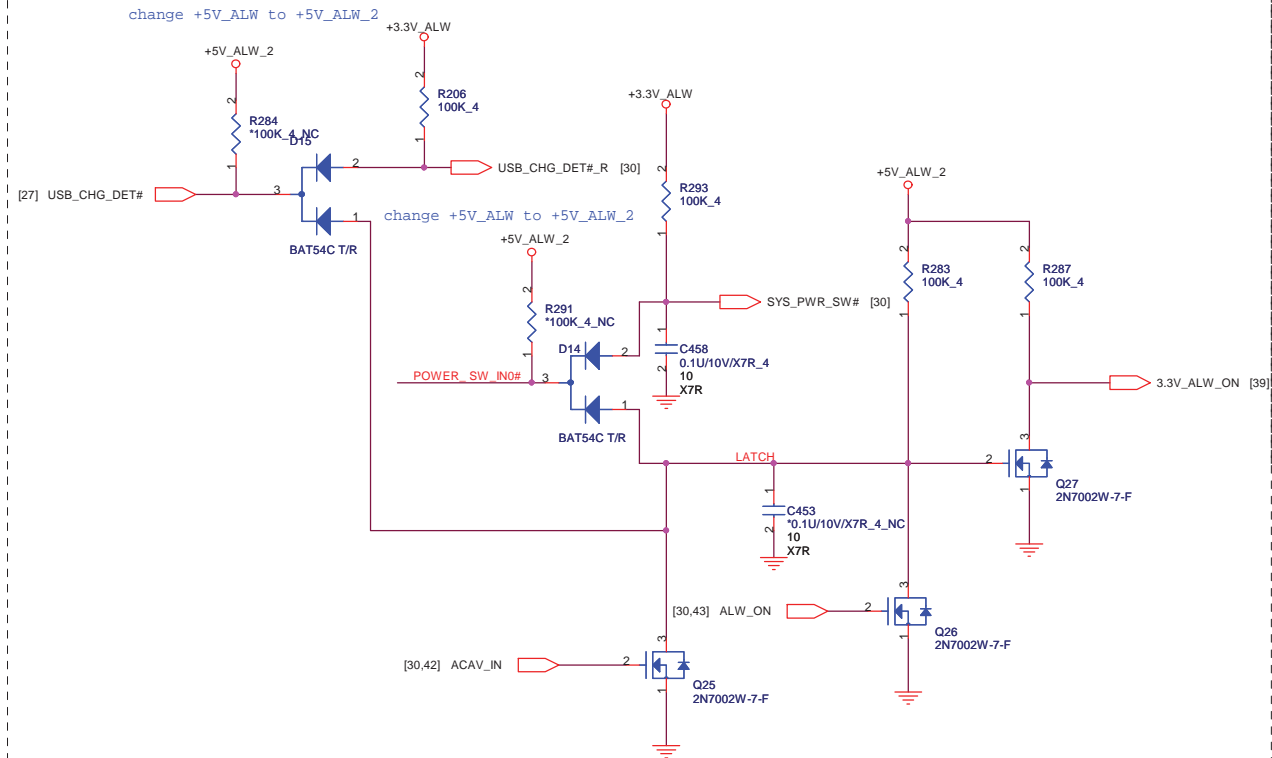 change +5V_ALW to +5V_ALW_2
+3.3V_ALW
+5V_ALW_2
2
R206
100K_4
1
2
R284
*100K_4_NC
1
D15
2
USB_CHG_DET#_R [30]
[27] USB_CHG_DET#
3
1
BAT54C T/R
+3.3V_ALW
2
R293
100K_4
1
change +5V_ALW to +5V_ALW_2
+5V_ALW_2
2
R291
*100K_4_NC
1
SYS_PWR_SW# [30]
D14
2
1
C458
0.1U/10V/X7R_4
2
10
X7R
POWER_SW_IN0#
3
1
BAT54C T/R
+5V_ALW_2
2
R283
100K_4
1
2
R287
100K_4
1
3.3V_ALW_ON [39]
LATCH
2
3
1
Q27
2N7002W-7-F
1
C453
*0.1U/10V/X7R_4_NC
2
10
X7R
[30,43] ALW_ON
2
3
1
Q26
2N7002W-7-F
[30,42] ACAV_IN
2
3
1
Q25
2N7002W-7-F